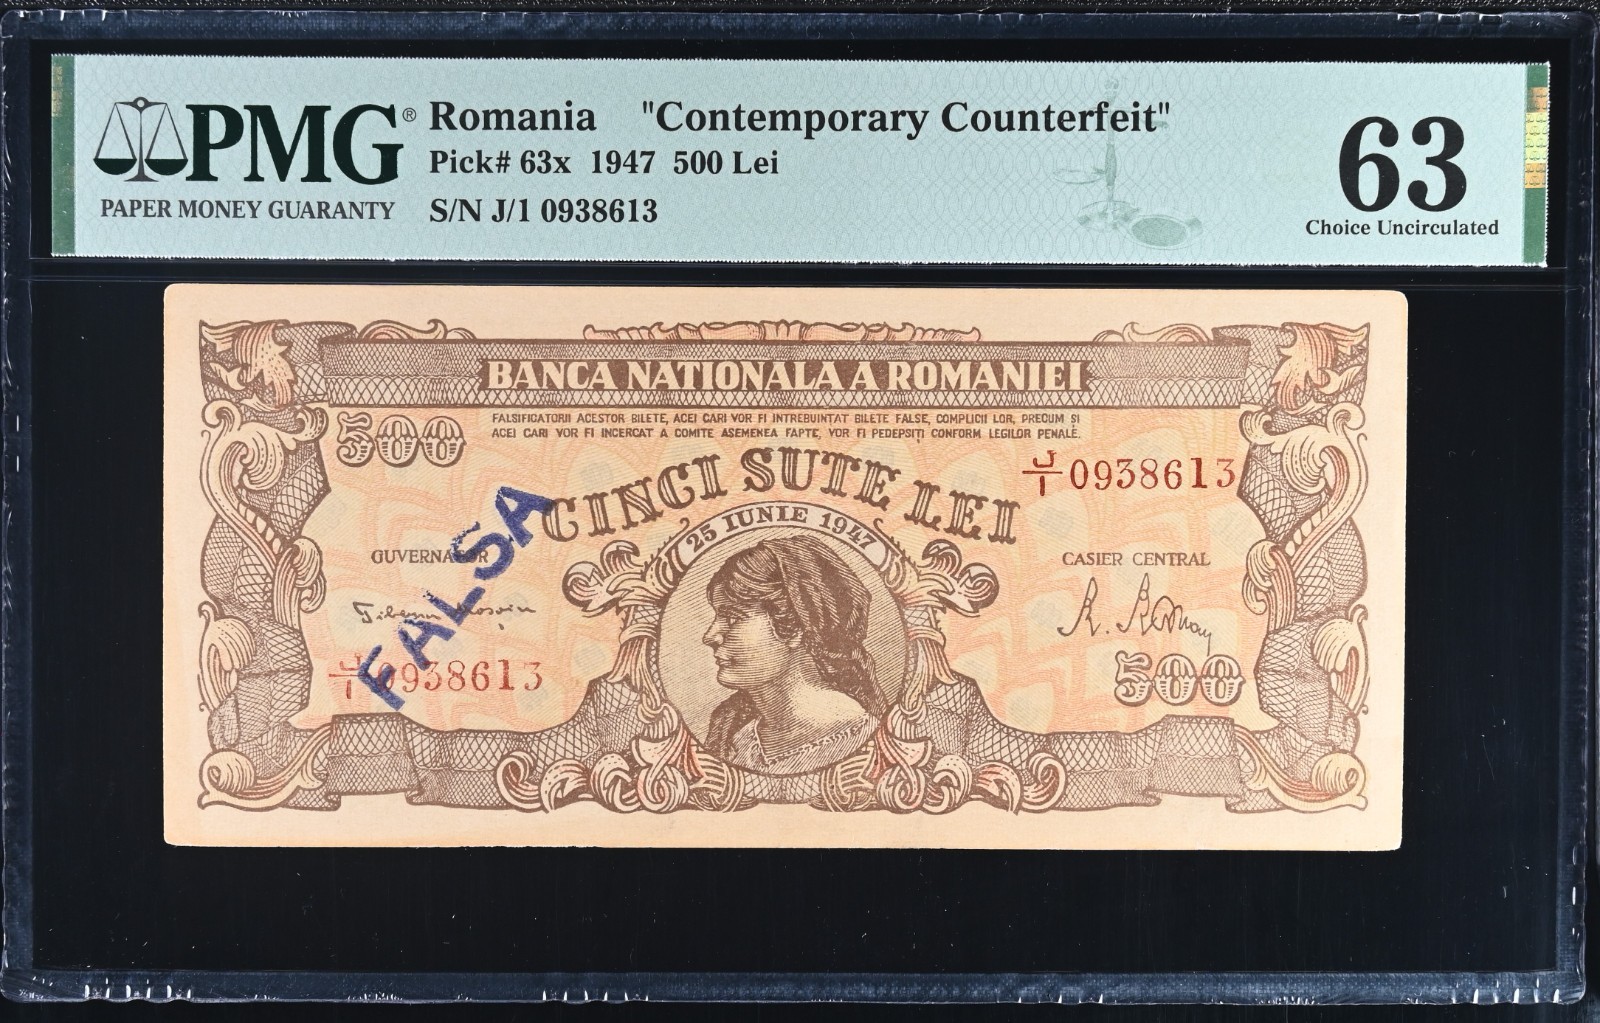 PMG®
PAPER MONEY GUARANTY
Romania "Contemporary Counterfeit"
Pick# 63x 1947 500 Lei
S/N J/1 0938613
63
Choice Uncirculated
BANCA NATIONALA A ROMANIEI
FALSIFICATORII ACESTOR BILETE, ACEI CARI VOR FI INTREBUINTAT BILETE FALSE, COMPLICII LOR, PRECUM SI
ACEI CARI VOR FI INCERCAT A COMITE ASEMENEA FAPTE, VOR FI PEDEPSIȚI CONFORM LEGILOR PENALE.
500
CINCI SUTE LEI
J/1 0938613
25 IUNIE 1947
GUVERNATOR
CASIER CENTRAL
FALSA
J/1 0938613
500